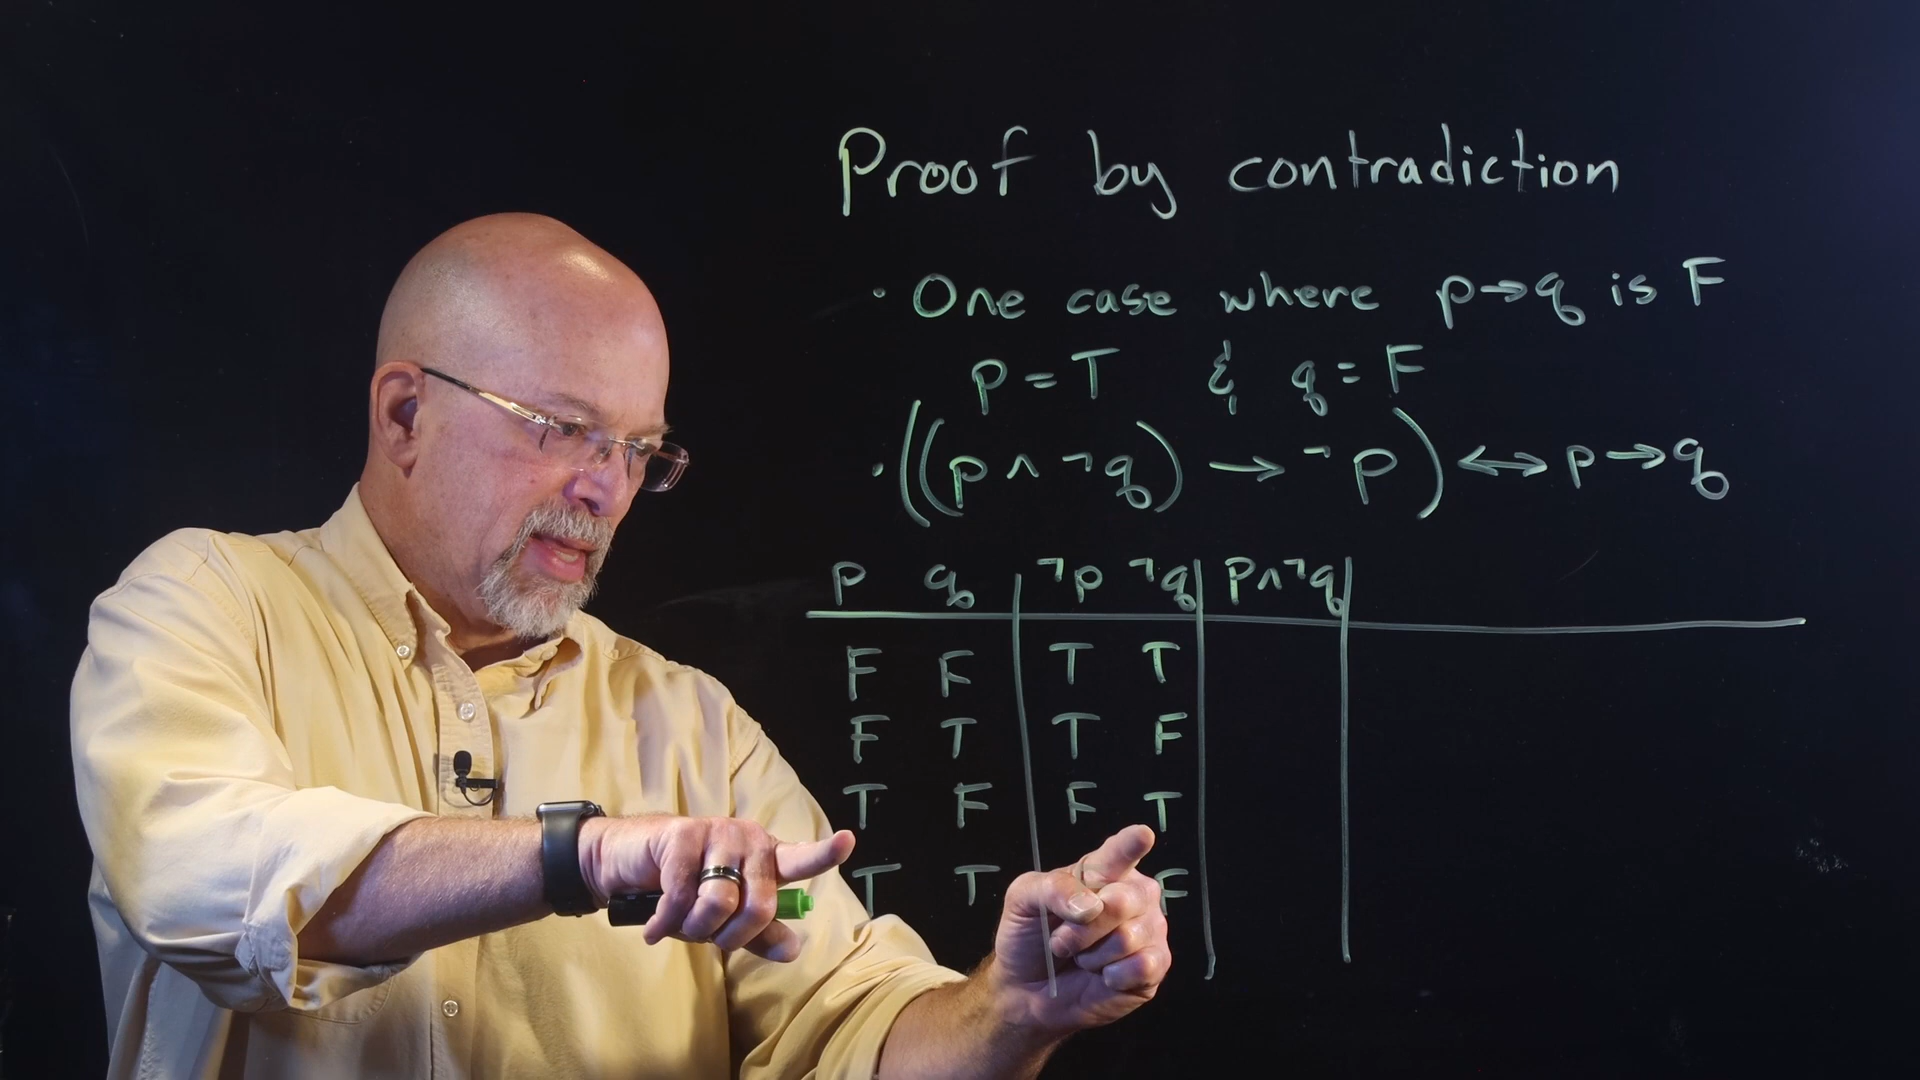 Proof by contradiction
· One case where p→q is F
p = T & q = F
· ((p ∧ ¬q) → ¬p) ↔ p → q
p q ¬p ¬q p∧¬q
F F T T
F T T F
T F F T
T T F